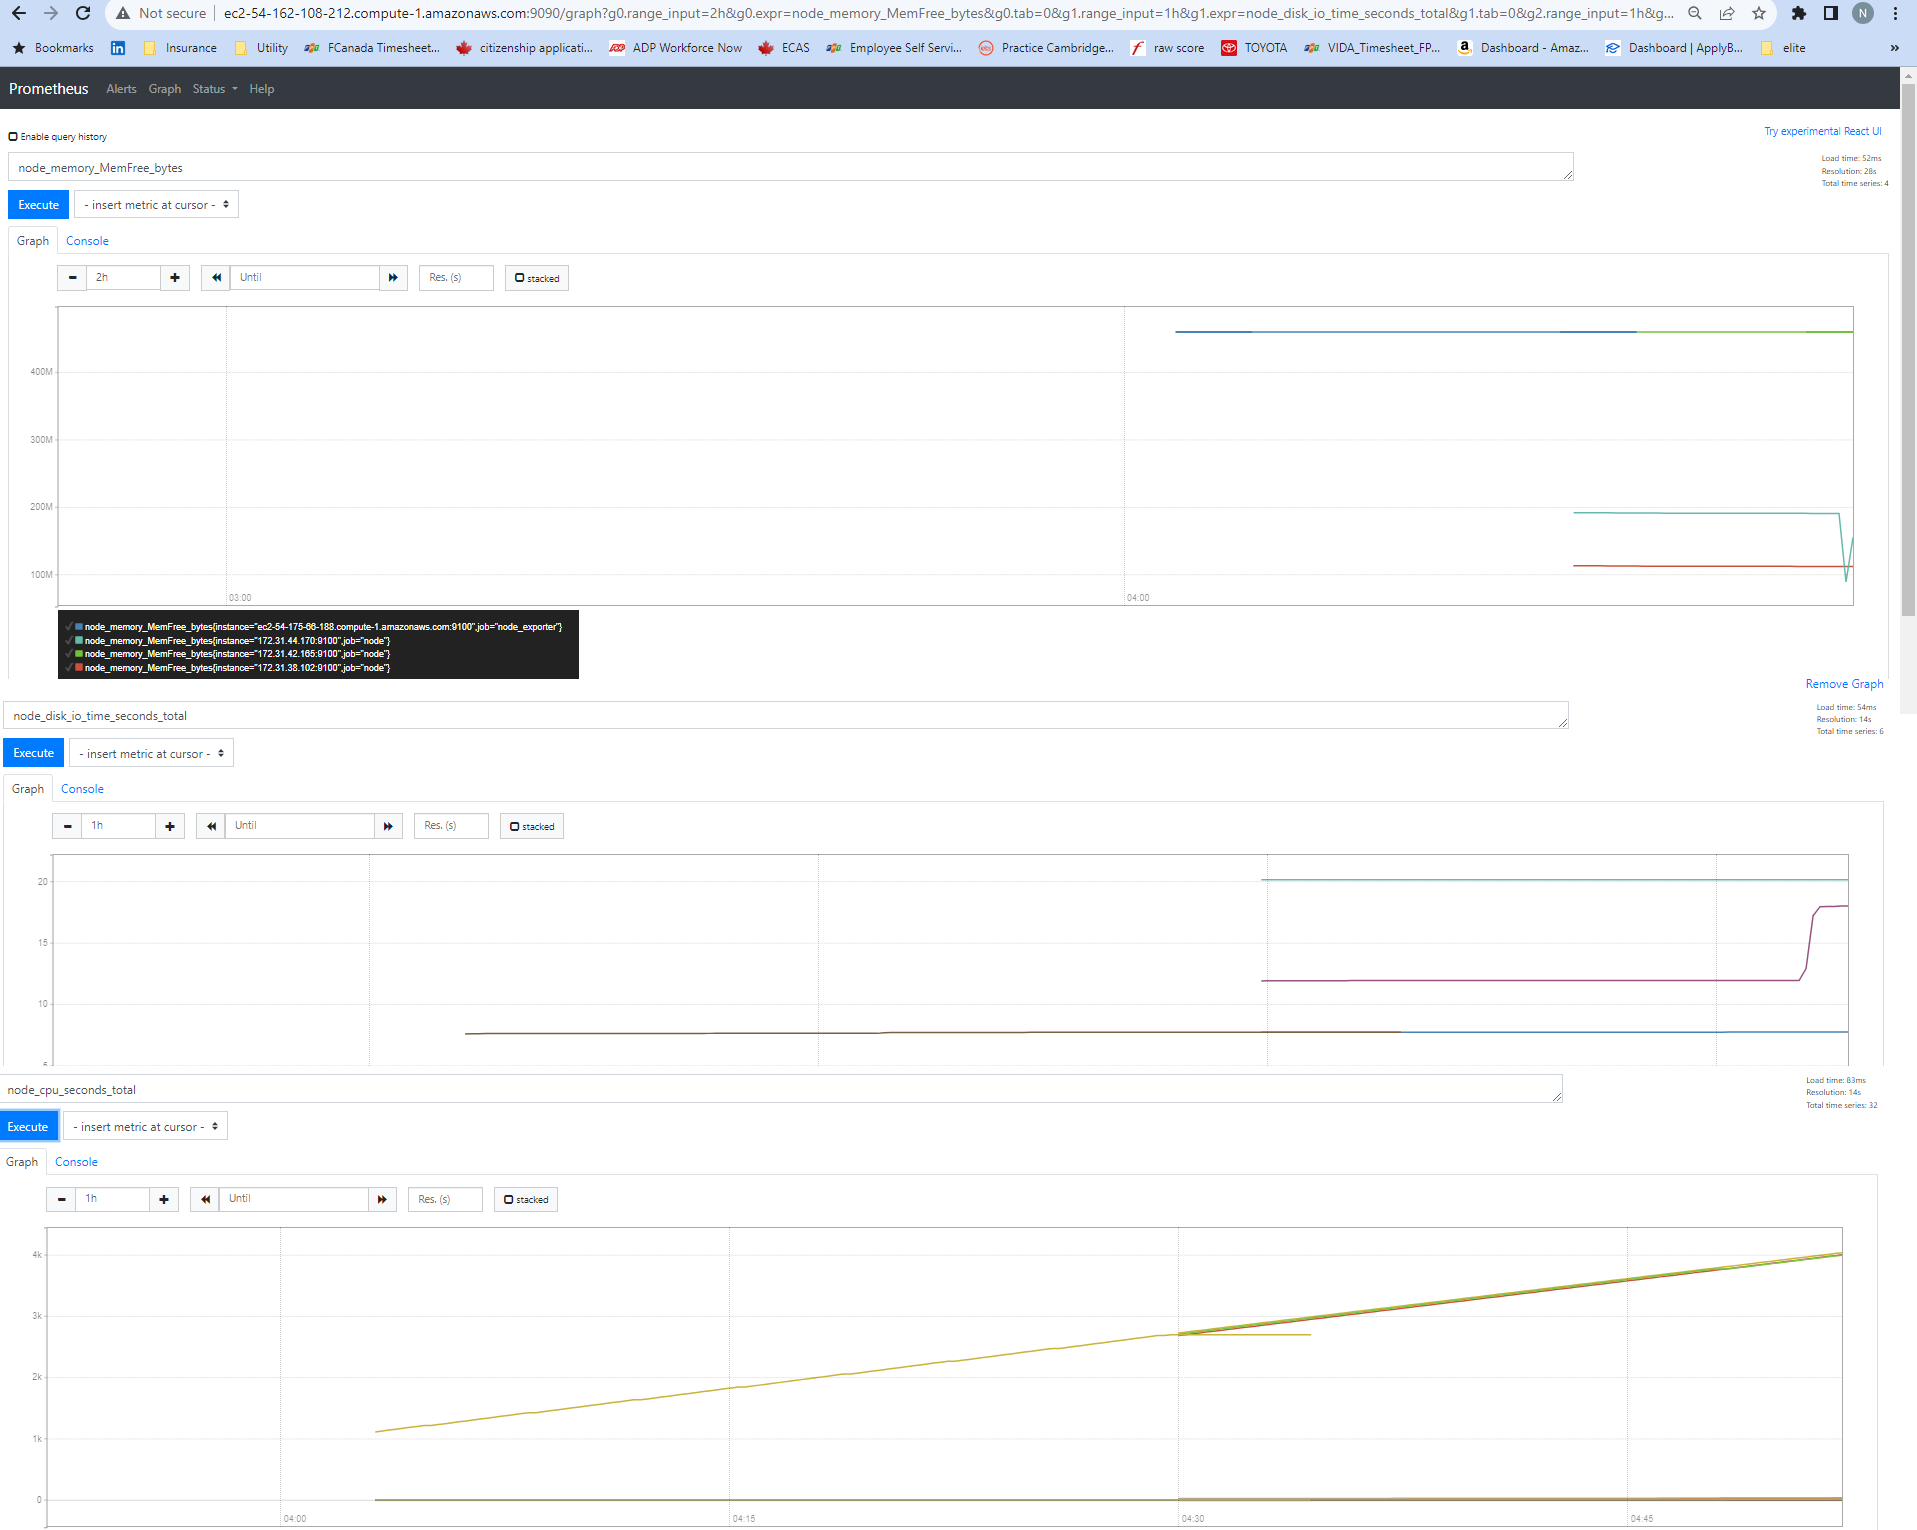 Not secure | ec2-54-162-108-212.compute-1.amazonaws.com:9090/graph?g0.range_input=2h&g0.expr=node_memory_MemFree_bytes&g0.tab=0&g1.range_input=1h&g1.expr=node_disk_io_time_seconds_total&g1.tab=0&g2.range_input=1h&g... N
Bookmarks Insurance Utility FCanada Timesheet... citizenship applicati... ADP Workforce Now ECAS Employee Self Servi... Practice Cambridge... raw score TOYOTA VIDA_Timesheet_FP... Dashboard - Amaz... Dashboard | ApplyB... elite »
Prometheus Alerts Graph Status Help
Enable query history
Try experimental React UI
node_memory_MemFree_bytes
Load time: 52ms
Resolution: 28s
Total time series: 4
Execute - insert metric at cursor -
Graph Console
2h Until Res. (s) stacked
400M
300M
200M
100M
03:00 04:00
node_memory_MemFree_bytes{instance="ec2-54-175-66-188.compute-1.amazonaws.com:9100",job="node_exporter"}
node_memory_MemFree_bytes{instance="172.31.44.170:9100",job="node"}
node_memory_MemFree_bytes{instance="172.31.42.165:9100",job="node"}
node_memory_MemFree_bytes{instance="172.31.38.102:9100",job="node"}
Remove Graph
node_disk_io_time_seconds_total
Load time: 54ms
Resolution: 14s
Total time series: 6
Execute - insert metric at cursor -
Graph Console
1h Until Res. (s) stacked
20
15
10
node_cpu_seconds_total
Load time: 83ms
Resolution: 14s
Total time series: 32
Execute - insert metric at cursor -
Graph Console
1h Until Res. (s) stacked
4k
3k
2k
1k
0
04:00 04:15 04:30 04:45